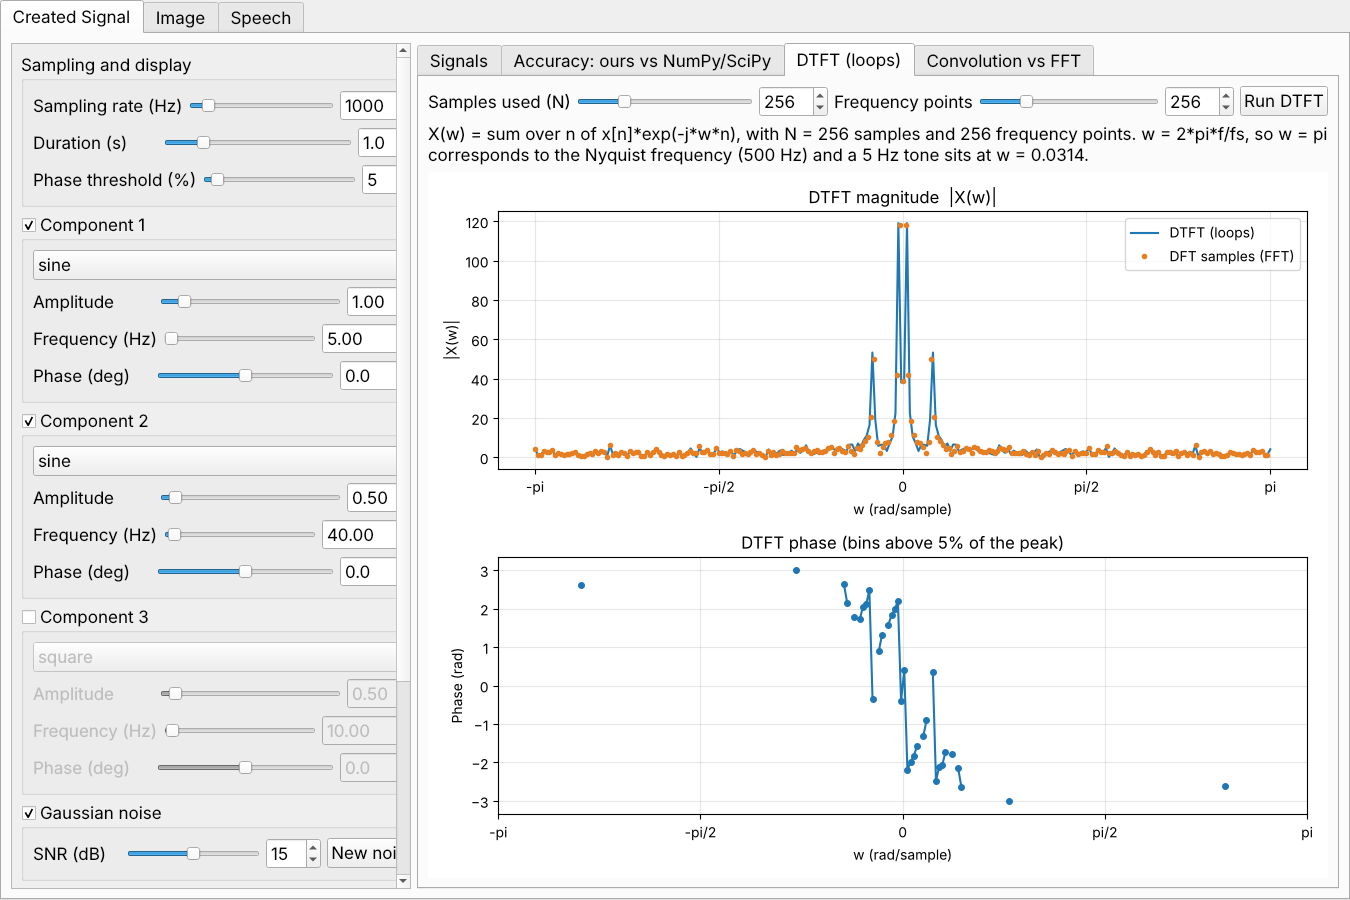 Created Signal
Image
Speech
Sampling and display
Sampling rate (Hz)
1000
Duration (s)
1.0
Phase threshold (%)
5
Component 1
sine
Amplitude
1.00
Frequency (Hz)
5.00
Phase (deg)
0.0
Component 2
sine
Amplitude
0.50
Frequency (Hz)
40.00
Phase (deg)
0.0
Component 3
square
Amplitude
0.50
Frequency (Hz)
10.00
Phase (deg)
0.0
Gaussian noise
SNR (dB)
15
New noi
Signals
Accuracy: ours vs NumPy/SciPy
DTFT (loops)
Convolution vs FFT
Samples used (N)
256
Frequency points
256
Run DTFT
X(w) = sum over n of x[n]*exp(-j*w*n), with N = 256 samples and 256 frequency points. w = 2*pi*f/fs, so w = pi
corresponds to the Nyquist frequency (500 Hz) and a 5 Hz tone sits at w = 0.0314.
DTFT magnitude |X(w)|
120
100
80
60
40
20
0
|X(w)|
DTFT (loops)
DFT samples (FFT)
-pi
-pi/2
0
pi/2
pi
w (rad/sample)
DTFT phase (bins above 5% of the peak)
3
2
1
0
−1
−2
−3
Phase (rad)
-pi
-pi/2
0
pi/2
pi
w (rad/sample)